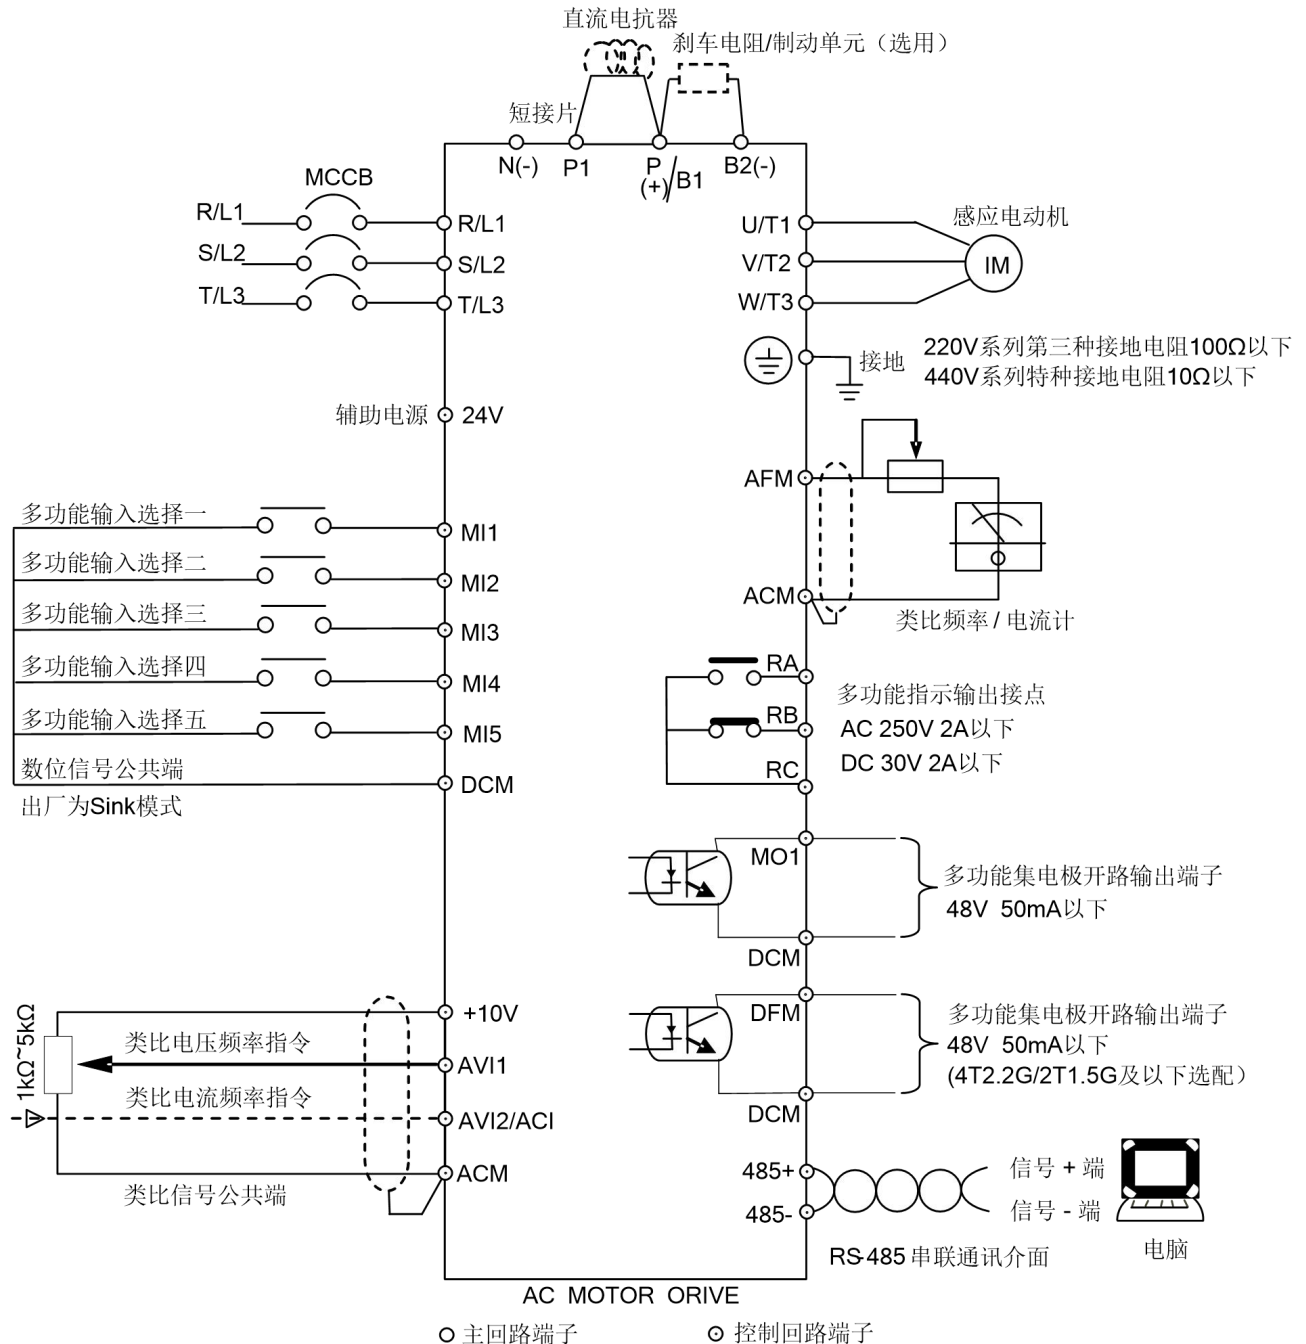 直流电抗器
刹车电阻/制动单元（选用）
短接片
N(-)
P1
P
(+)/B1
B2(-)
MCCB
R/L1
S/L2
T/L3
R/L1
S/L2
T/L3
U/T1
V/T2
W/T3
感应电动机
IM
接地
220V系列第三种接地电阻100Ω以下
440V系列特种接地电阻10Ω以下
辅助电源
24V
AFM
ACM
类比频率 / 电流计
多功能输入选择一
MI1
多功能输入选择二
MI2
多功能输入选择三
MI3
多功能输入选择四
MI4
多功能输入选择五
MI5
数位信号公共端
DCM
出厂为Sink模式
RA
RB
RC
多功能指示输出接点
AC 250V 2A以下
DC 30V 2A以下
MO1
DCM
多功能集电极开路输出端子
48V 50mA以下
DFM
DCM
多功能集电极开路输出端子
48V 50mA以下
(4T2.2G/2T1.5G及以下选配）
1kΩ~5kΩ
+10V
类比电压频率指令
AVI1
类比电流频率指令
AVI2/ACI
ACM
类比信号公共端
485+
485-
信号 + 端
信号 - 端
RS-485 串联通讯介面
电脑
AC MOTOR ORIVE
主回路端子
控制回路端子